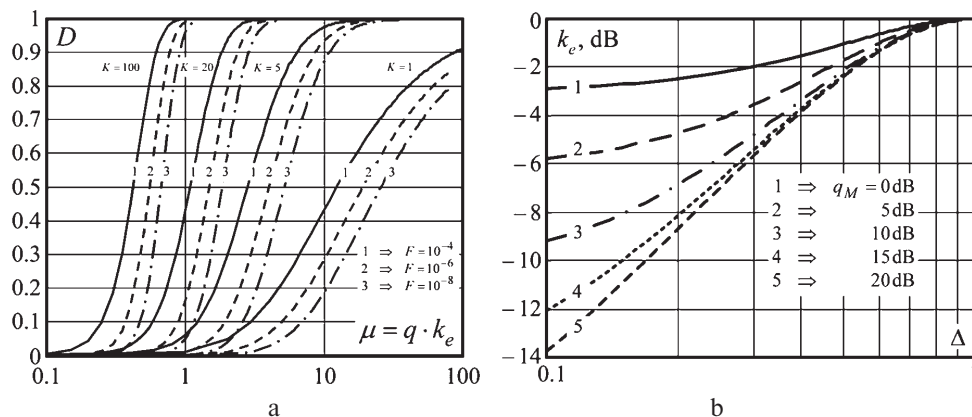 D
K = 100
K = 20
K = 5
K = 1
1 2 3
1 2 3
1 2 3
1 2 3
1 ⇒ F = 10⁻⁴
2 ⇒ F = 10⁻⁶
3 ⇒ F = 10⁻⁸
μ = q · kₑ
1
0.9
0.8
0.7
0.6
0.5
0.4
0.3
0.2
0.1
0
0.1
1
10
100
a
kₑ, dB
0
−2
−4
−6
−8
−10
−12
−14
1
2
3
4
5
1 ⇒ q_M = 0 dB
2 ⇒ 5 dB
3 ⇒ 10 dB
4 ⇒ 15 dB
5 ⇒ 20 dB
Δ
0.1
b